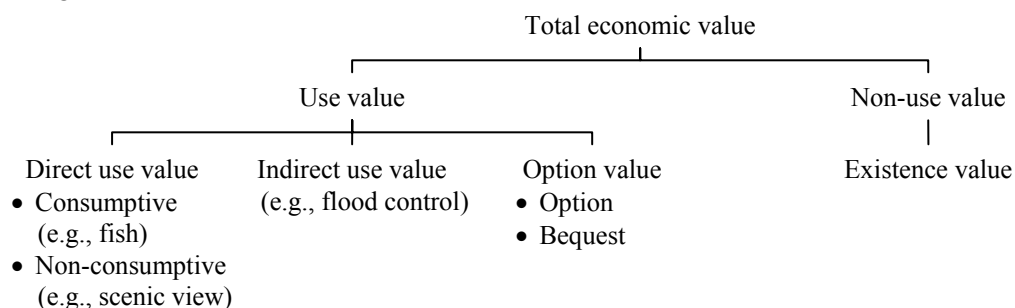 Total economic value
Use value Non-use value
Direct use value Indirect use value Option value Existence value
• Consumptive (e.g., flood control) • Option
(e.g., fish) • Bequest
• Non-consumptive
(e.g., scenic view)